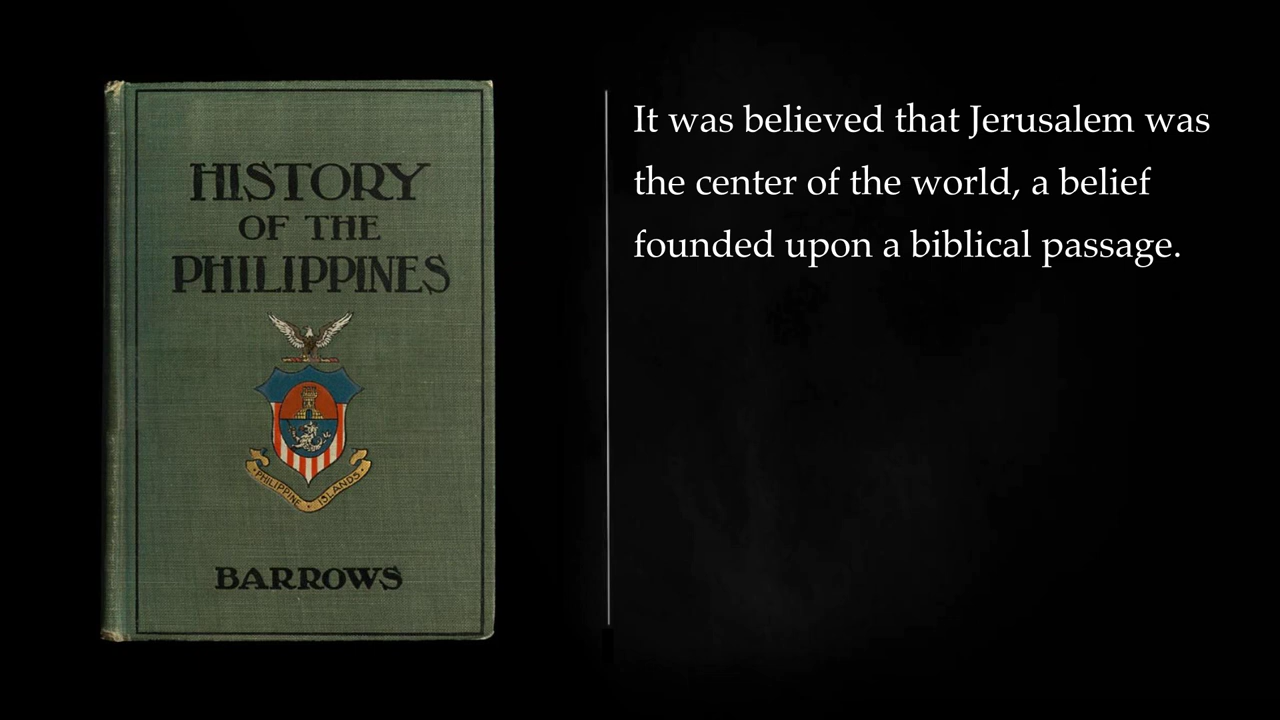 HISTORY
OF THE
PHILIPPINES
PHILIPPINE ISLANDS
BARROWS
It was believed that Jerusalem was
the center of the world, a belief
founded upon a biblical passage.